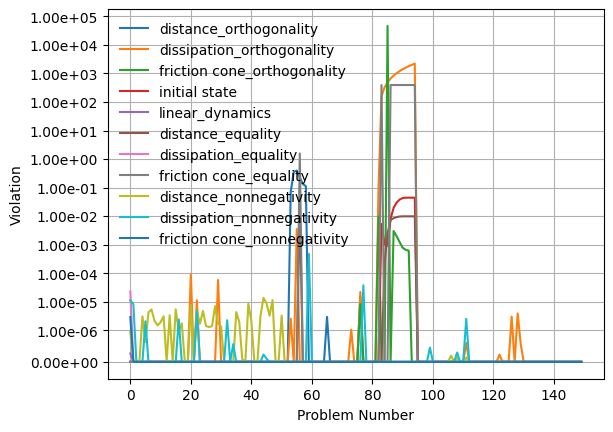 1.00e+05
1.00e+04
1.00e+03
1.00e+02
1.00e+01
1.00e+00
1.00e-01
1.00e-02
1.00e-03
1.00e-04
1.00e-05
1.00e-06
0.00e+00
Violation
distance_orthogonality
dissipation_orthogonality
friction cone_orthogonality
initial state
linear_dynamics
distance_equality
dissipation_equality
friction cone_equality
distance_nonnegativity
dissipation_nonnegativity
friction cone_nonnegativity
0 20 40 60 80 100 120 140
Problem Number